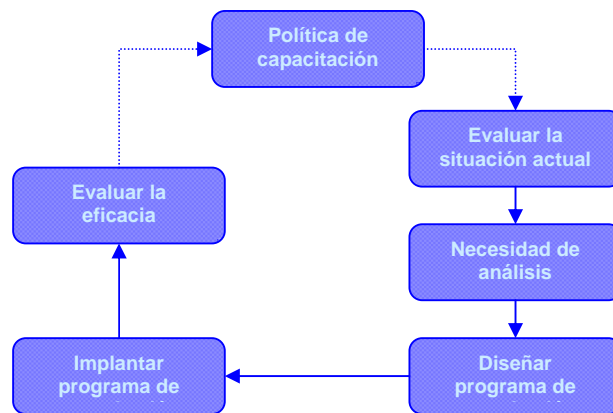 Política de
capacitación
Evaluar la
situación actual
Evaluar la
eficacia
Necesidad de
análisis
Implantar
programa de
Diseñar
programa de